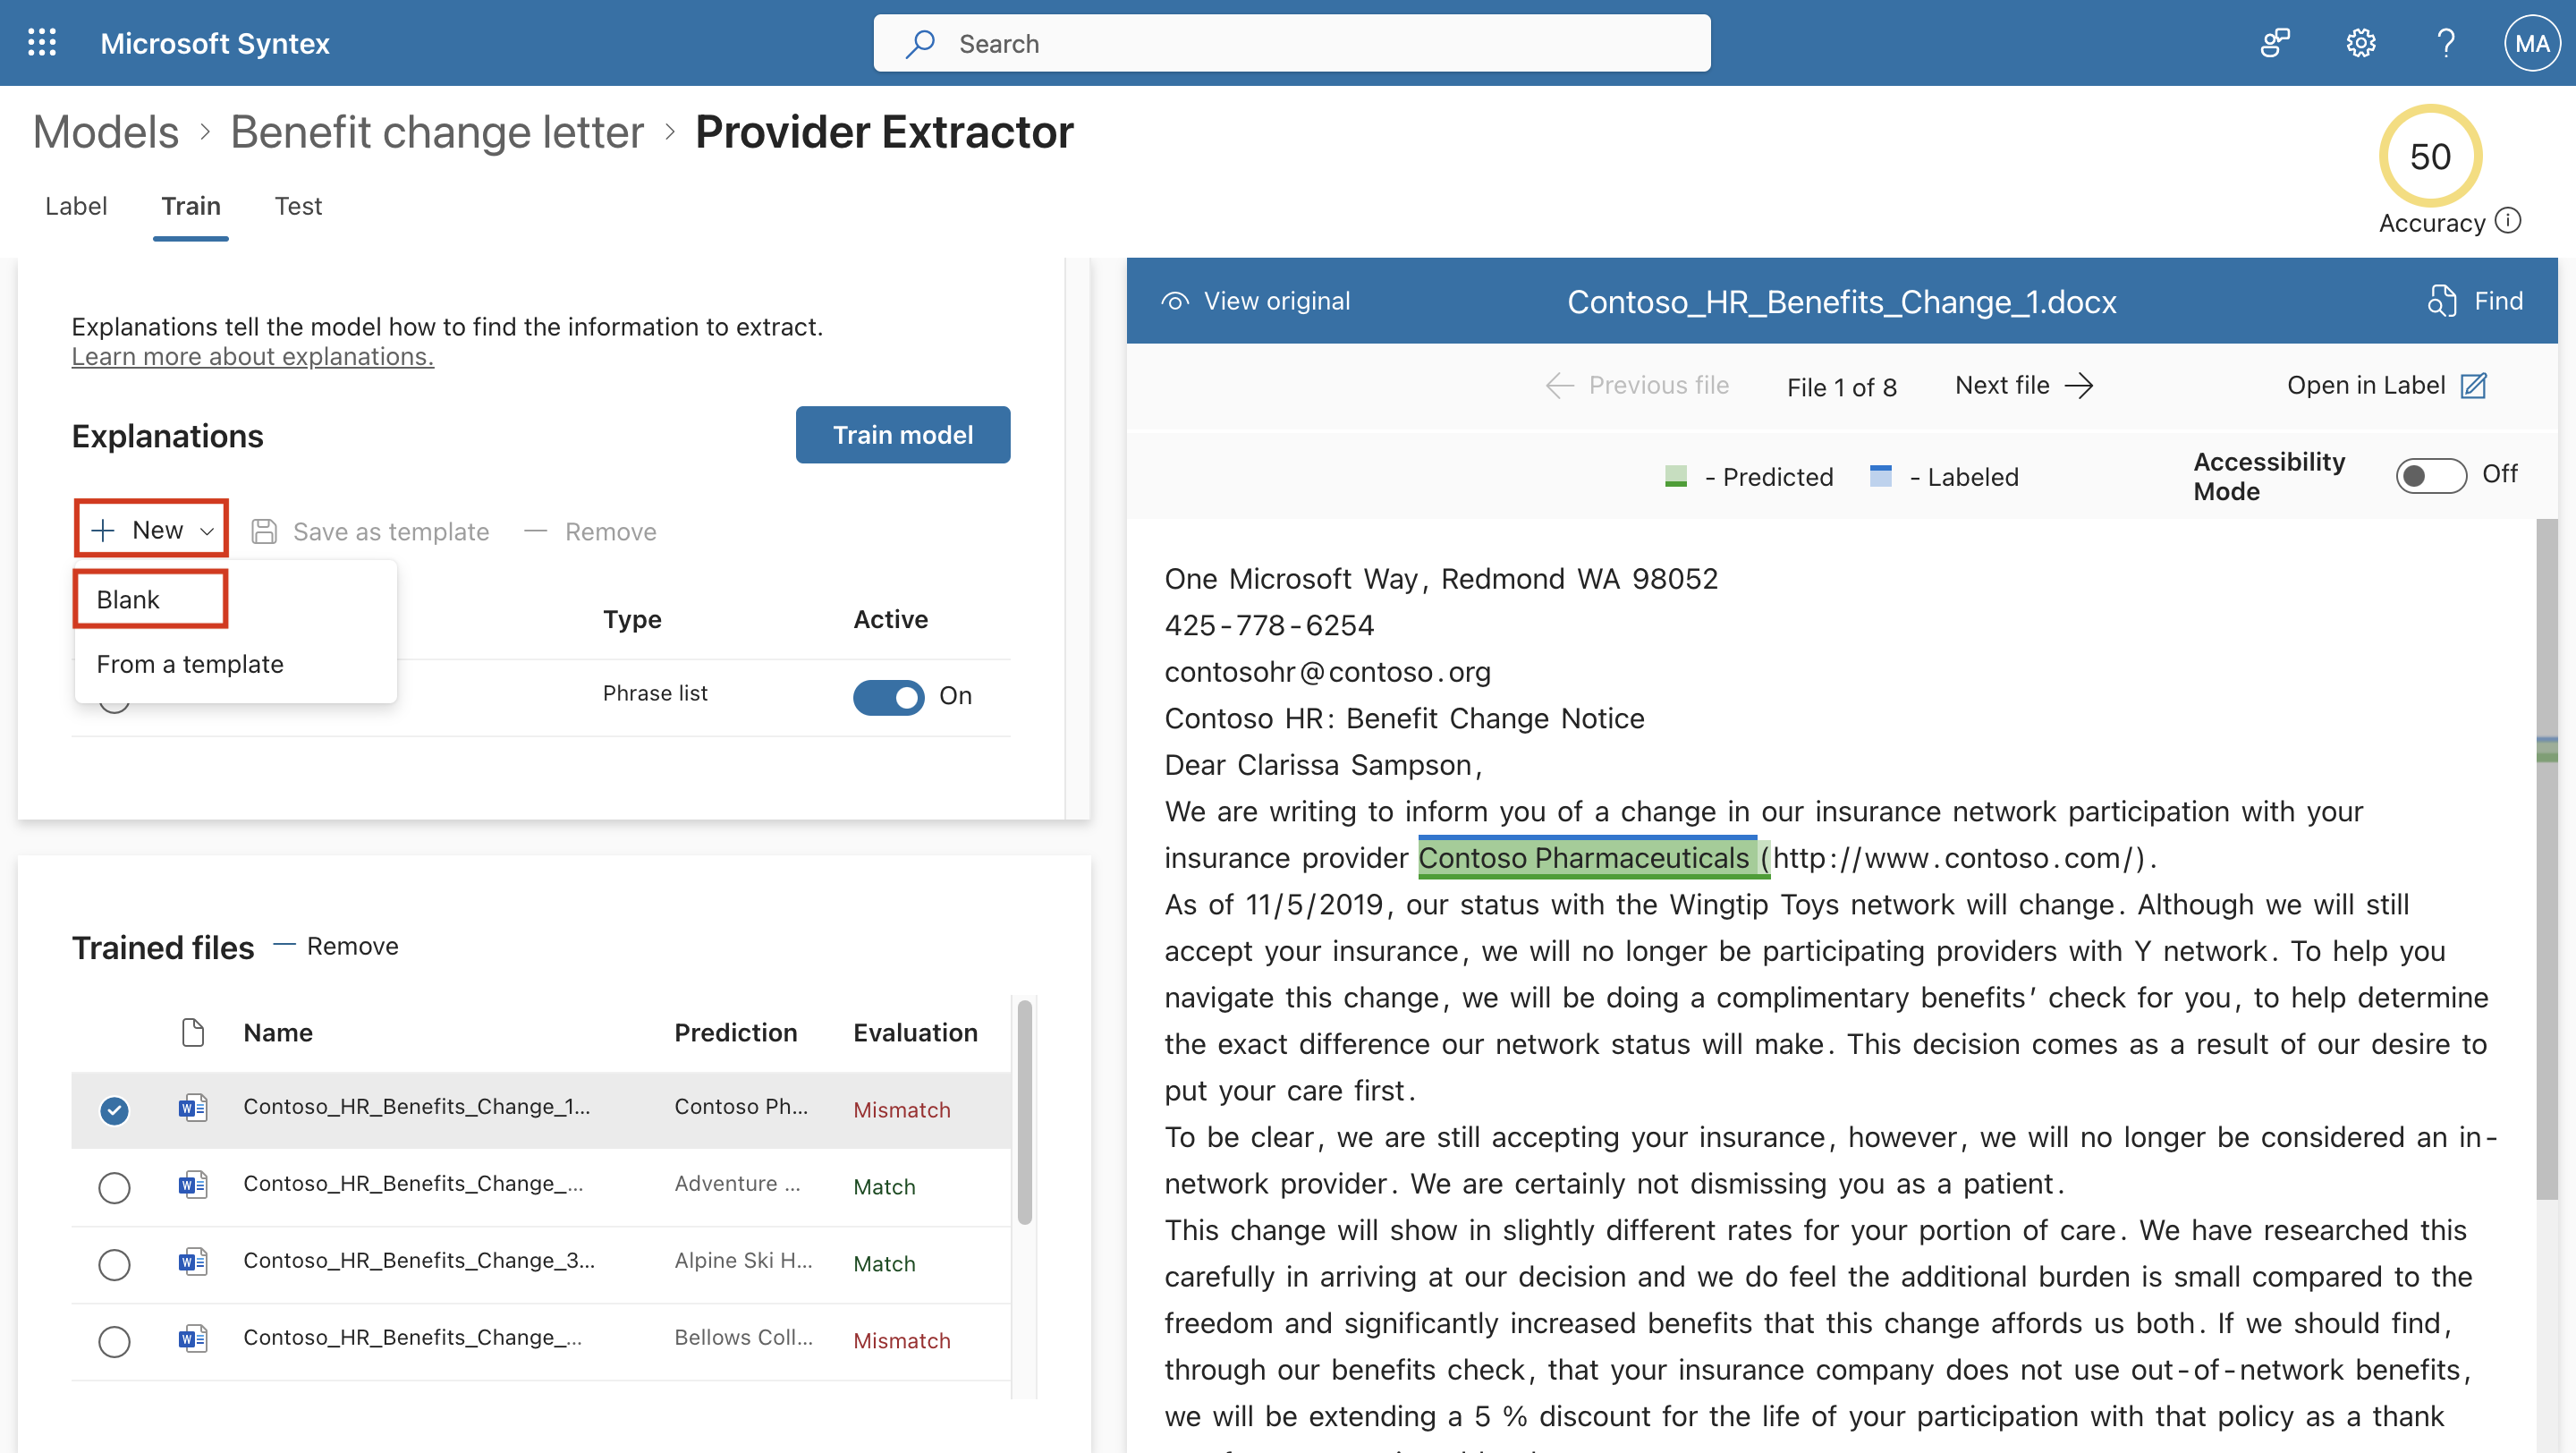 Microsoft Syntex
Search
MA
Models > Benefit change letter > Provider Extractor
50
Accuracy
Label Train Test
Explanations tell the model how to find the information to extract.
Learn more about explanations.
Explanations
Train model
+ New Save as template — Remove
Blank
From a template
Type Active
Phrase list On
Trained files — Remove
Name Prediction Evaluation
Contoso_HR_Benefits_Change_1... Contoso Ph... Mismatch
Contoso_HR_Benefits_Change_... Adventure ... Match
Contoso_HR_Benefits_Change_3... Alpine Ski H... Match
Contoso_HR_Benefits_Change_... Bellows Coll... Mismatch
View original Contoso_HR_Benefits_Change_1.docx Find
Previous file File 1 of 8 Next file Open in Label
- Predicted - Labeled Accessibility Mode Off
One Microsoft Way, Redmond WA 98052
425-778-6254
contosohr@contoso.org
Contoso HR: Benefit Change Notice
Dear Clarissa Sampson,
We are writing to inform you of a change in our insurance network participation with your
insurance provider Contoso Pharmaceuticals (http://www.contoso.com/).
As of 11/5/2019, our status with the Wingtip Toys network will change. Although we will still
accept your insurance, we will no longer be participating providers with Y network. To help you
navigate this change, we will be doing a complimentary benefits’ check for you, to help determine
the exact difference our network status will make. This decision comes as a result of our desire to
put your care first.
To be clear, we are still accepting your insurance, however, we will no longer be considered an in-
network provider. We are certainly not dismissing you as a patient.
This change will show in slightly different rates for your portion of care. We have researched this
carefully in arriving at our decision and we do feel the additional burden is small compared to the
freedom and significantly increased benefits that this change affords us both. If we should find,
through our benefits check, that your insurance company does not use out-of-network benefits,
we will be extending a 5 % discount for the life of your participation with that policy as a thank